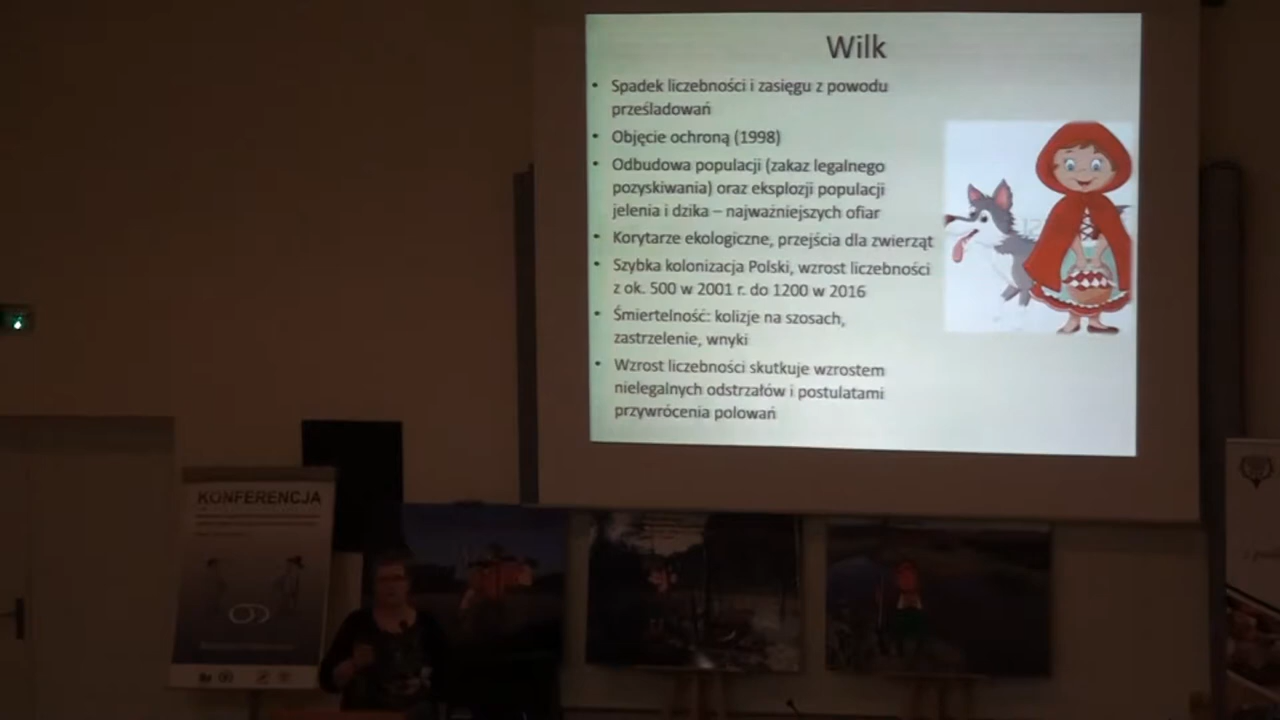 Wilk
• Spadek liczebności i zasięgu z powodu
prześladowań
• Objęcie ochroną (1998)
• Odbudowa populacji (zakaz legalnego
pozyskiwania) oraz eksplozji populacji
jelenia i dzika – najważniejszych ofiar
• Korytarze ekologiczne, przejścia dla zwierząt
• Szybka kolonizacja Polski, wzrost liczebności
z ok. 500 w 2001 r. do 1200 w 2016
• Śmiertelność: kolizje na szosach,
zastrzelenie, wnyki
• Wzrost liczebności skutkuje wzrostem
nielegalnych odstrzałów i postulatami
przywrócenia polowań
KONFERENCJA